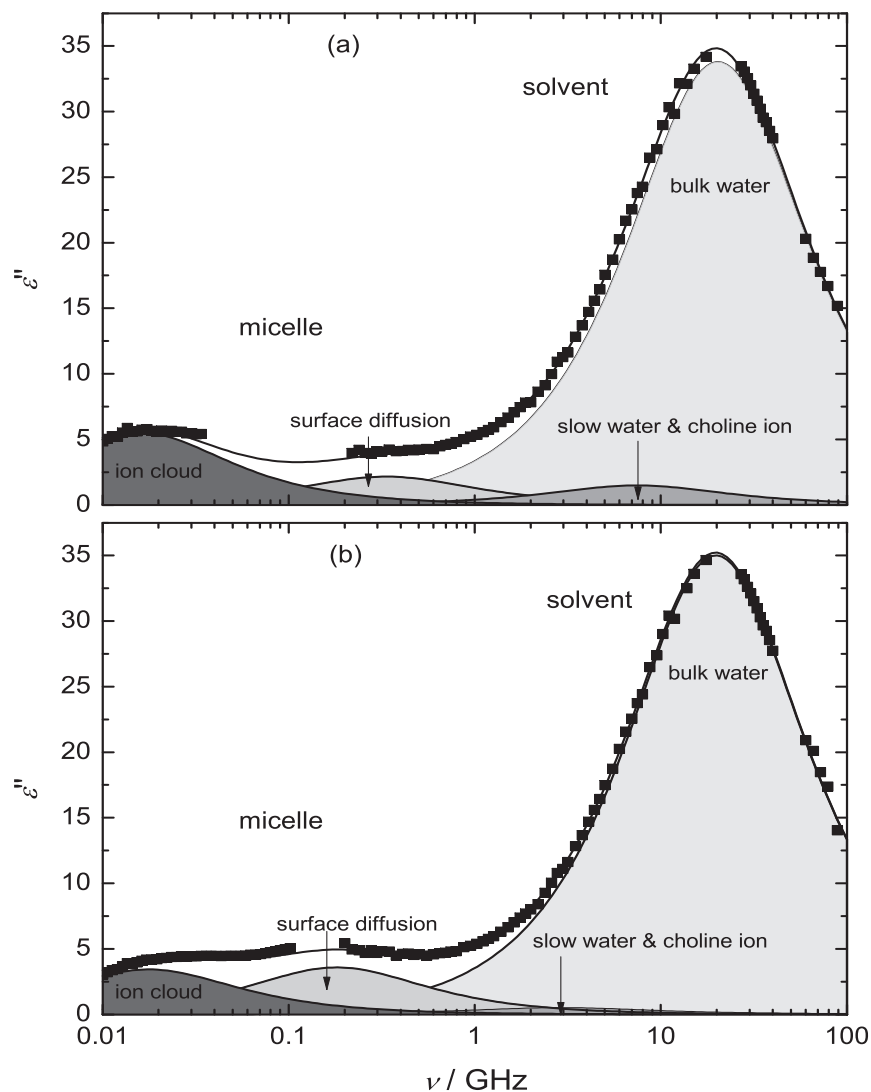 35
(a)
30
solvent
25
bulk water
20
ε"
15
micelle
10
surface diffusion
slow water & choline ion
5
ion cloud
0
35
(b)
30
solvent
bulk water
25
20
ε"
15
micelle
10
surface diffusion
slow water & choline ion
5
ion cloud
0
0.01 0.1 1 10 100
ν / GHz